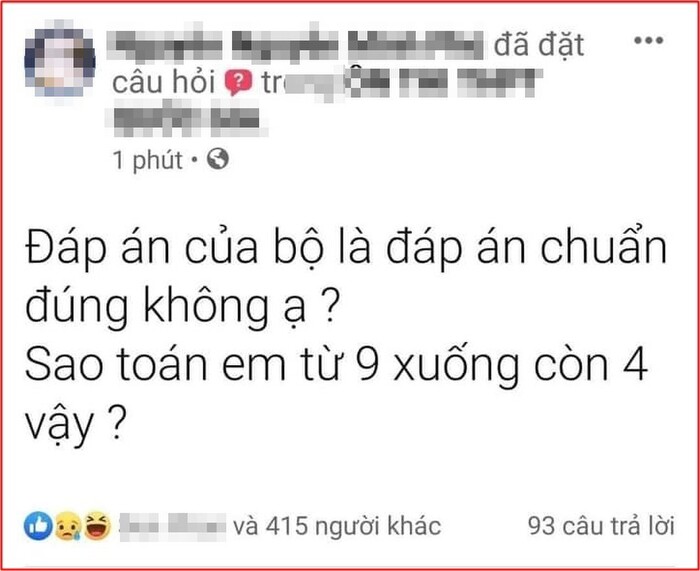 đã đặt
câu hỏi ? tr
1 phút •
Đáp án của bộ là đáp án chuẩn
đúng không ạ ?
Sao toán em từ 9 xuống còn 4
vậy ?
và 415 người khác 93 câu trả lời